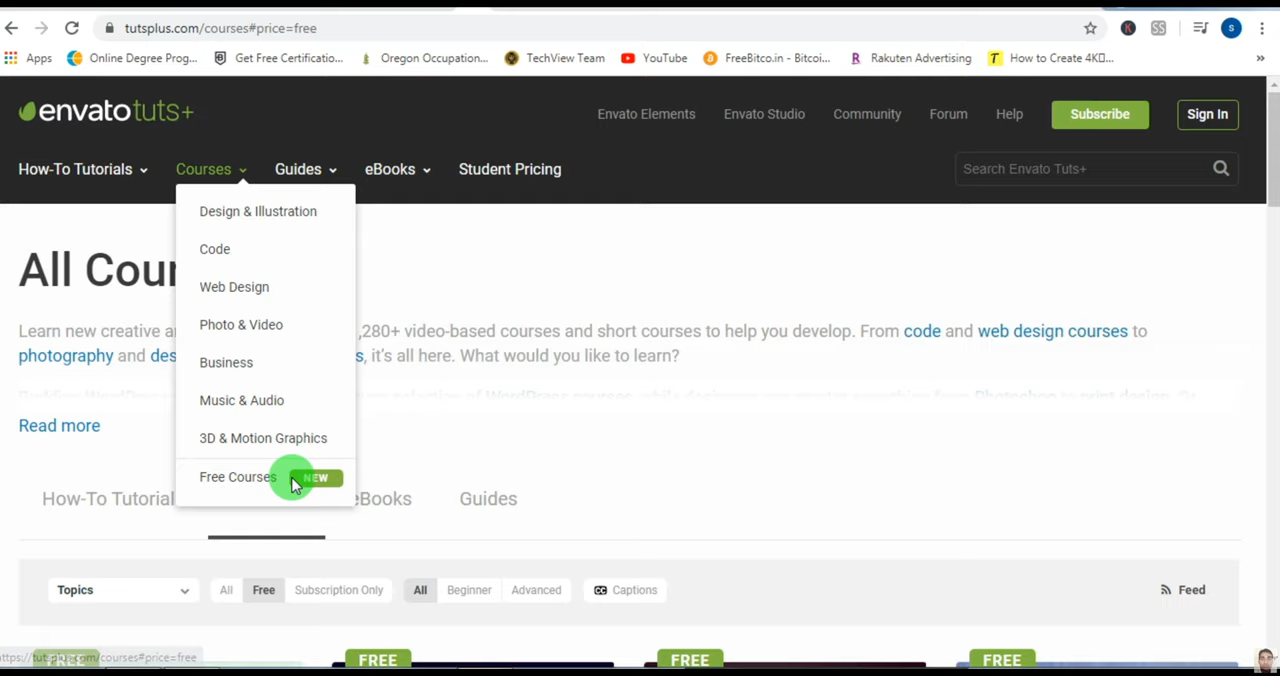 tutsplus.com/courses#price=free
Apps Online Degree Prog... Get Free Certificatio... Oregon Occupation... TechView Team YouTube FreeBitco.in - Bitcoi... Rakuten Advertising How to Create 4K
envato tuts+
Envato Elements Envato Studio Community Forum Help Subscribe Sign In
How-To Tutorials Courses Guides eBooks Student Pricing Search Envato Tuts+
Design & Illustration
Code
Web Design
Photo & Video
Business
Music & Audio
3D & Motion Graphics
Free Courses NEW
All Cour
Learn new creative a ,280+ video-based courses and short courses to help you develop. From code and web design courses to
photography and des s, it's all here. What would you like to learn?
Read more
How-To Tutorial eBooks Guides
Topics All Free Subscription Only All Beginner Advanced CC Captions Feed
https://tutsplus.com/courses#price=free
FREE FREE FREE FREE